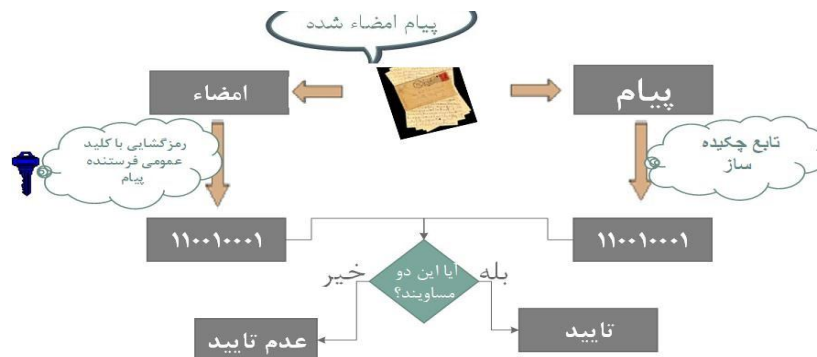 پیام امضاء شده
پیام
امضاء
تابع چکیده
ساز
رمزگشایی با کلید
عمومی فرستنده
پیام
۱۱۰۰۱۰۰۰۱
۱۱۰۰۱۰۰۰۱
آیا این دو
مساویند؟
بله
خیر
تایید
عدم تایید